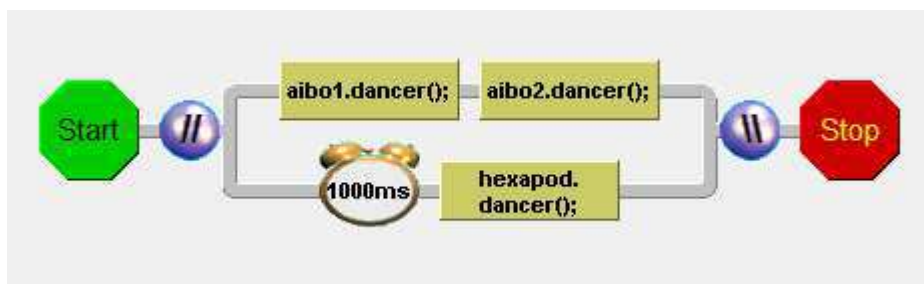 Start
//
aibo1.dancer();
aibo2.dancer();
1000ms
hexapod.
dancer();
\\
Stop